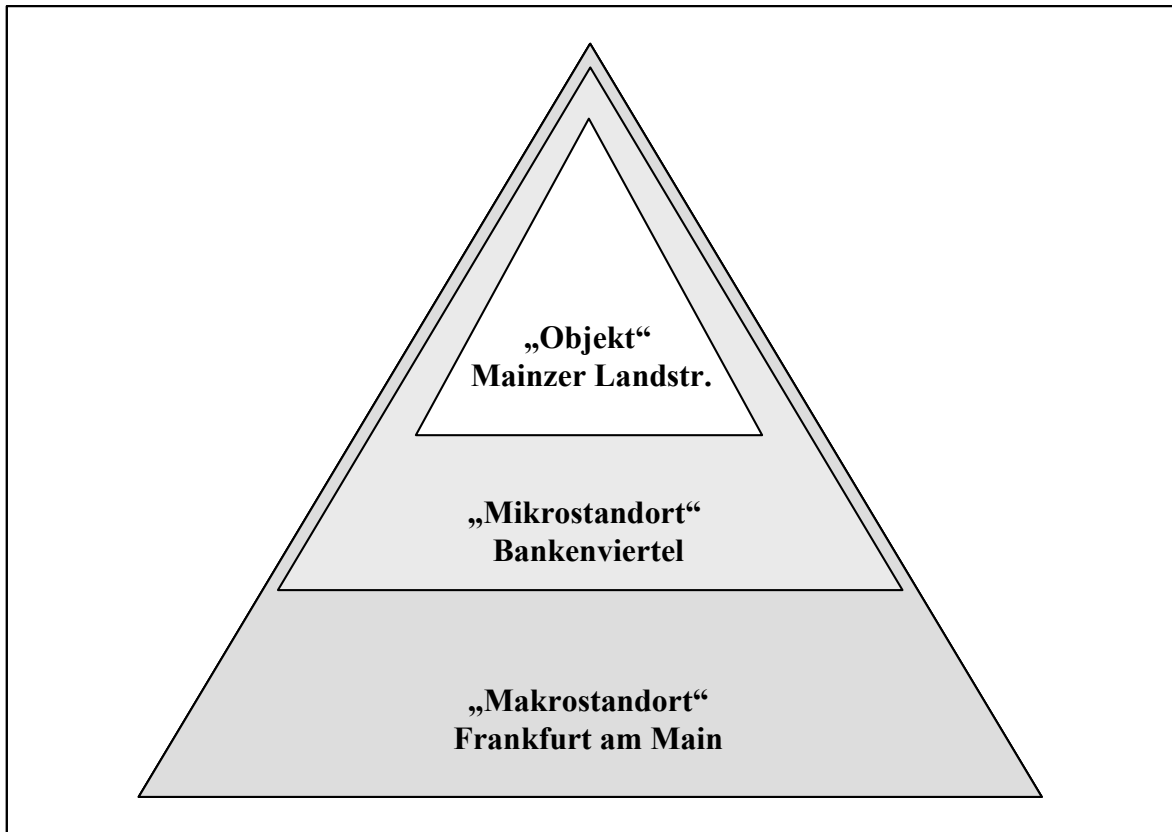 „Objekt“
Mainzer Landstr.
„Mikrostandort“
Bankenviertel
„Makrostandort“
Frankfurt am Main